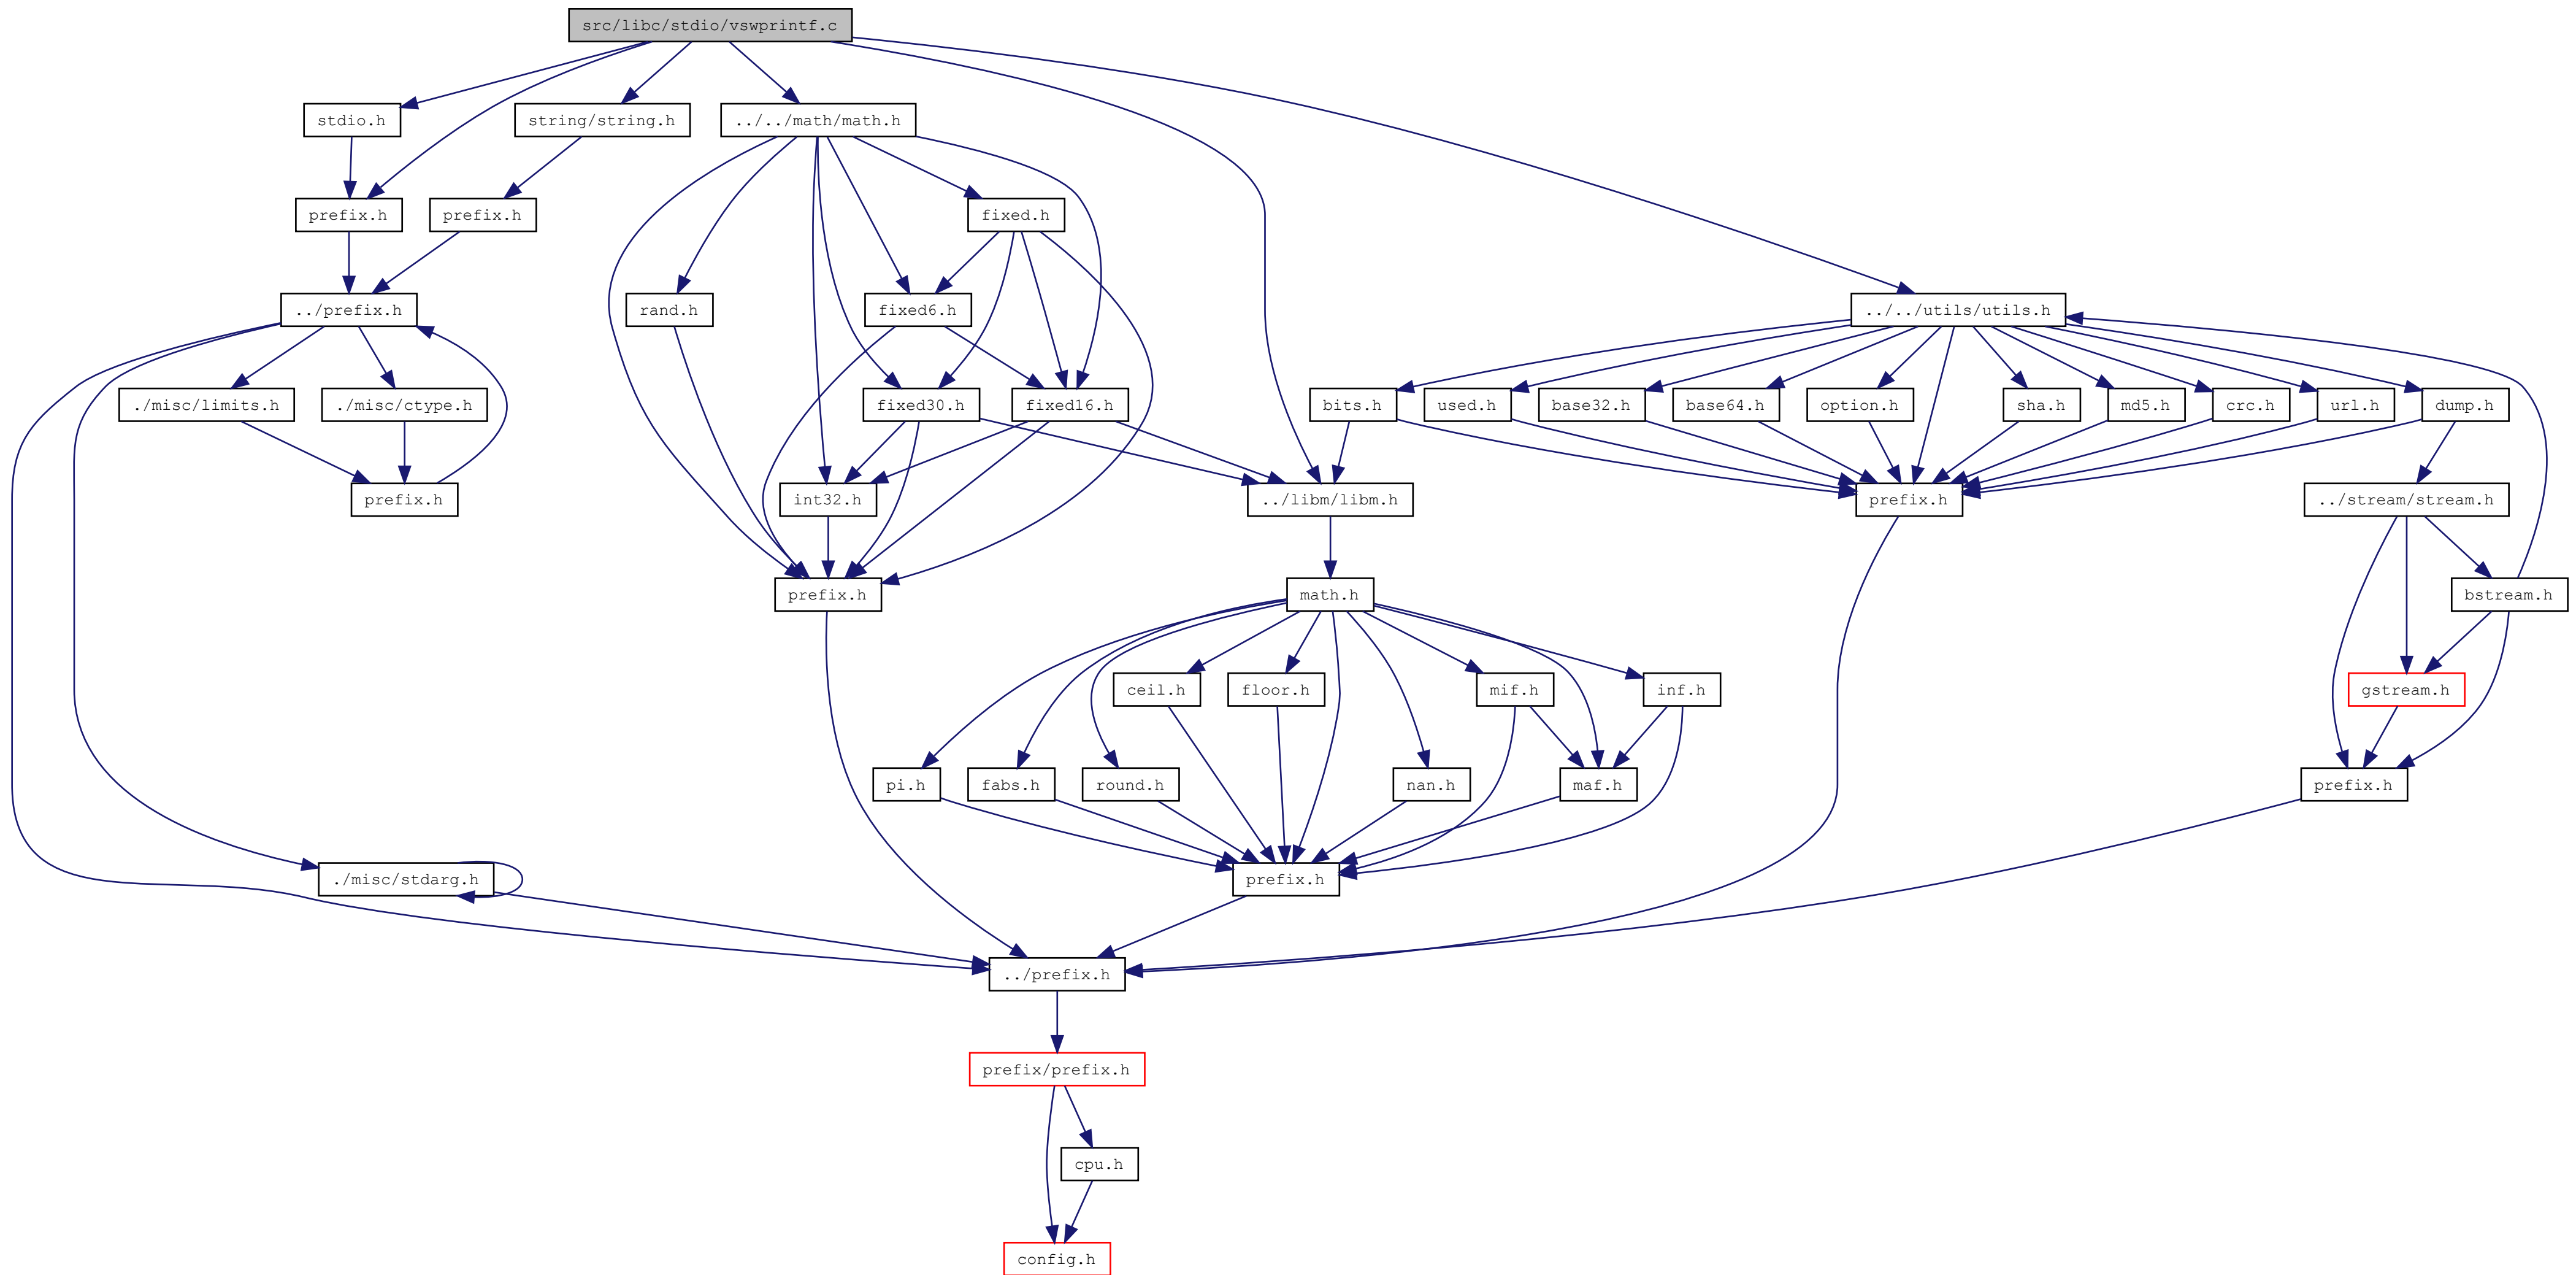 src/libc/stdio/vswprintf.c
stdio.h
string/string.h
../../math/math.h
prefix.h
prefix.h
fixed.h
../prefix.h
rand.h
fixed6.h
../../utils/utils.h
./misc/limits.h
./misc/ctype.h
fixed30.h
fixed16.h
bits.h
used.h
base32.h
base64.h
option.h
sha.h
md5.h
crc.h
url.h
dump.h
prefix.h
int32.h
../libm/libm.h
prefix.h
../stream/stream.h
prefix.h
math.h
bstream.h
ceil.h
floor.h
mif.h
inf.h
gstream.h
pi.h
fabs.h
round.h
nan.h
maf.h
prefix.h
./misc/stdarg.h
prefix.h
../prefix.h
prefix/prefix.h
cpu.h
config.h